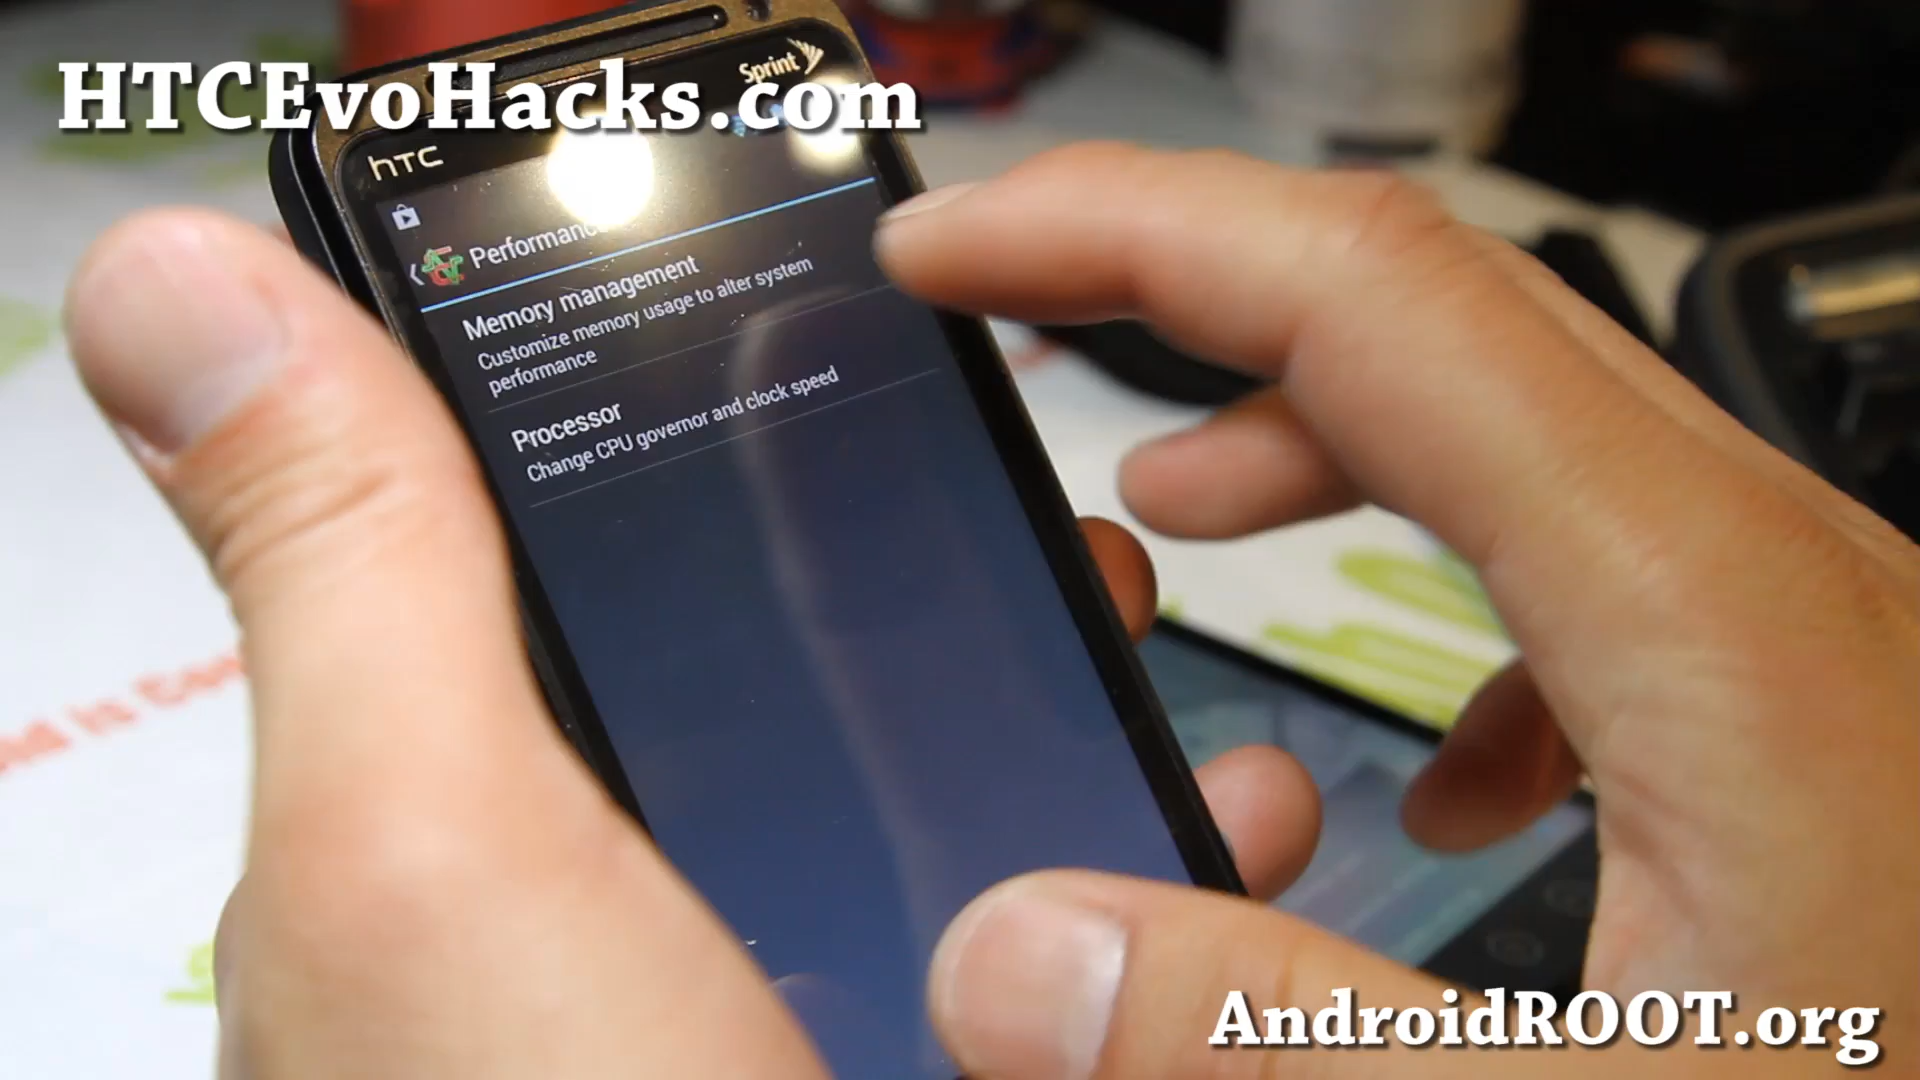 HTCEvoHacks.com
Sprint
hTC
Performance
Memory management
Customize memory usage to alter system
performance
Processor
Change CPU governor and clock speed
AndroidROOT.org